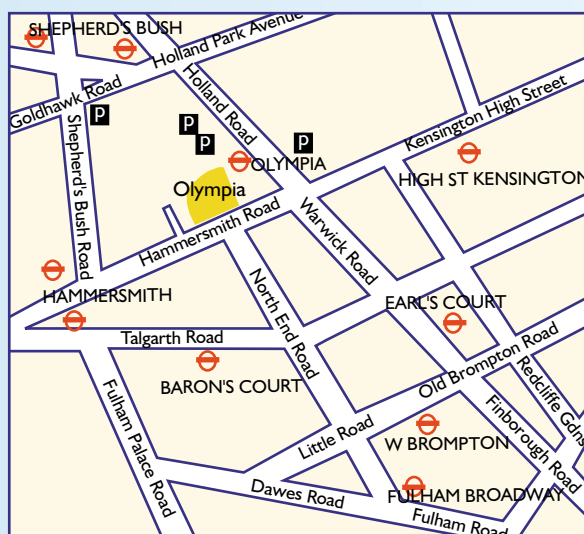 SHEPHERD'S BUSH
Holland Park Avenue
Goldhawk Road
Holland Road
P
P
P
P
Kensington High Street
Shepherd's Bush Road
OLYMPIA
HIGH ST KENSINGTON
Olympia
Hammersmith Road
Warwick Road
HAMMERSMITH
North End Road
EARL'S COURT
Talgarth Road
BARON'S COURT
Old Brompton Road
Redcliffe Gdns
Fulham Palace Road
Little Road
W BROMPTON
Finborough Road
Dawes Road
FULHAM BROADWAY
Fulham Road